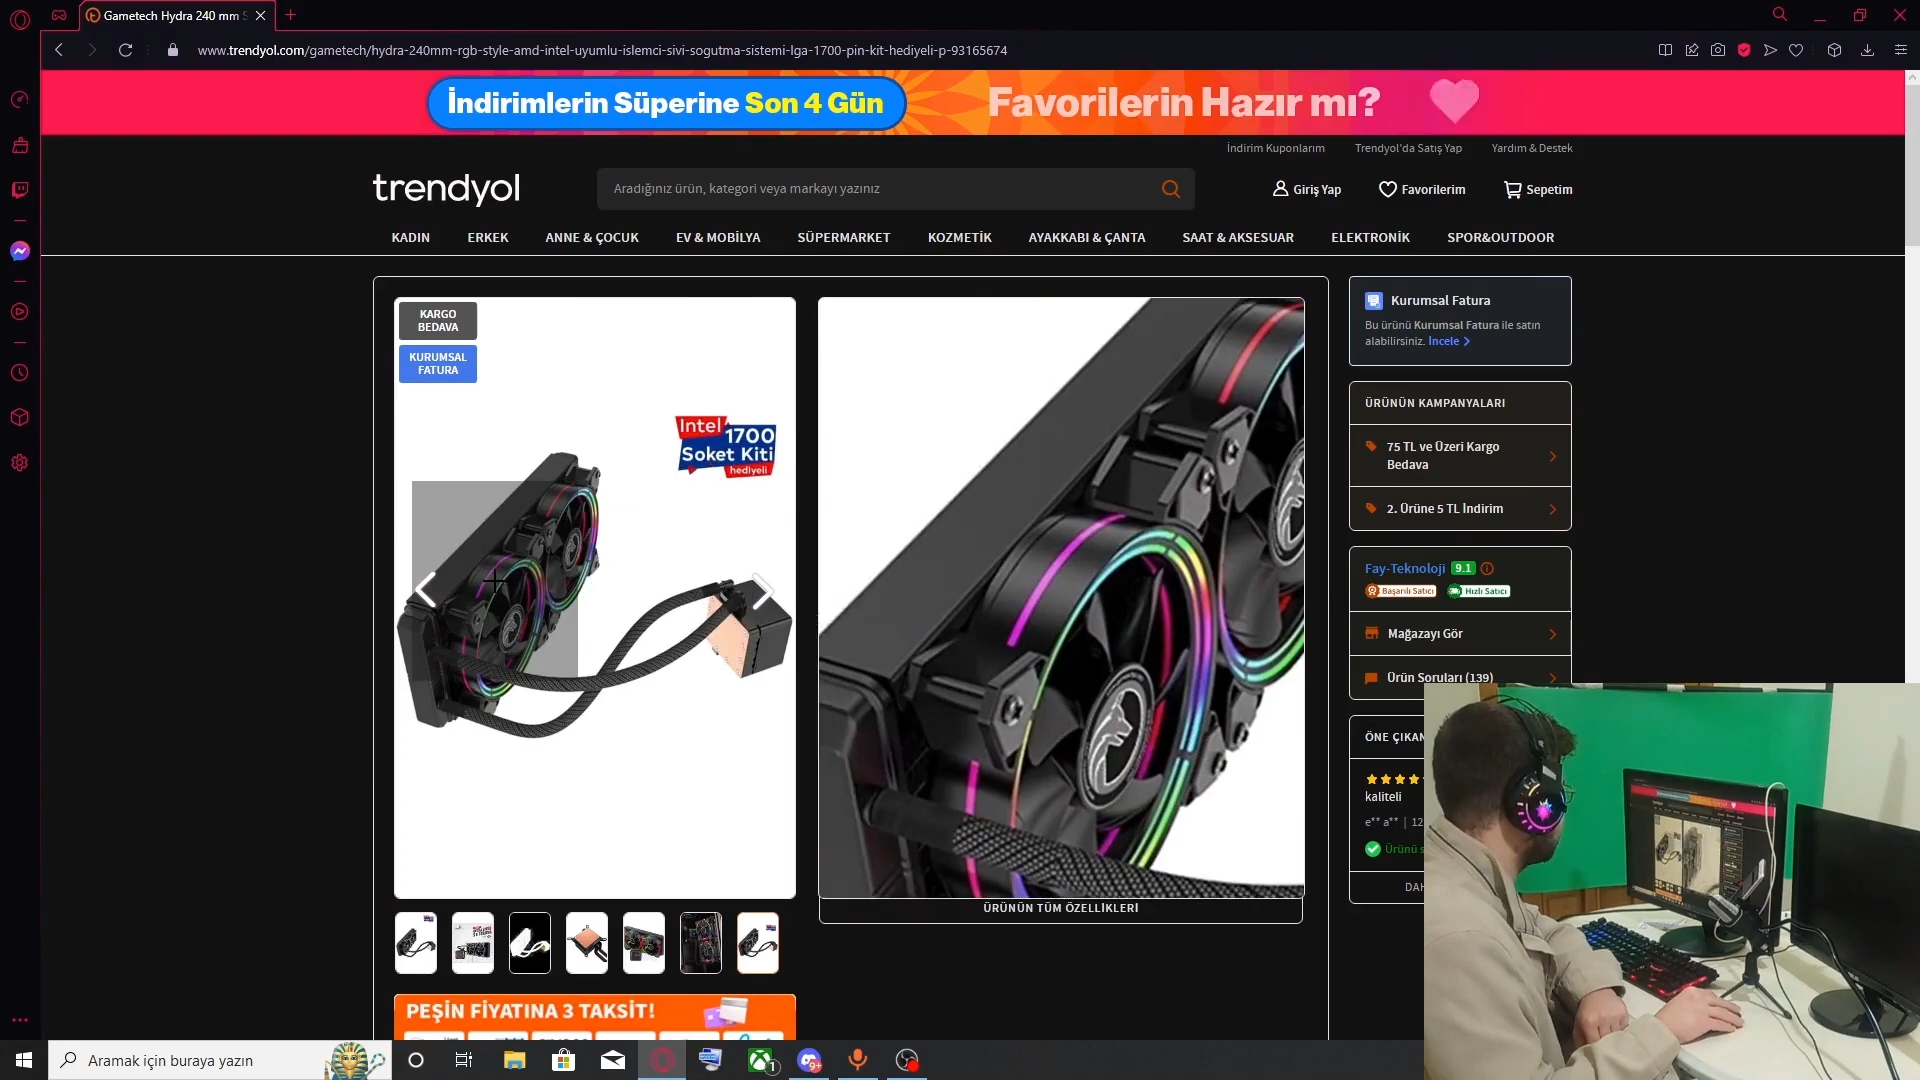 Gametech Hydra 240 mm S
www.trendyol.com/gametech/hydra-240mm-rgb-style-amd-intel-uyumlu-islemci-sivi-sogutma-sistemi-lga-1700-pin-kit-hediyeli-p-93165674
İndirimlerin Süperine Son 4 Gün
Favorilerin Hazır mı?
İndirim Kuponlarım
Trendyol'da Satış Yap
Yardım & Destek
trendyol
Aradığınız ürün, kategori veya markayı yazınız
Giriş Yap
Favorilerim
Sepetim
KADIN
ERKEK
ANNE & ÇOCUK
EV & MOBİLYA
SÜPERMARKET
KOZMETİK
AYAKKABI & ÇANTA
SAAT & AKSESUAR
ELEKTRONİK
SPOR&OUTDOOR
KARGO
BEDAVA
KURUMSAL
FATURA
Intel 1700
Soket Kiti
hediyeli
ÜRÜNÜN TÜM ÖZELLİKLERİ
PEŞİN FİYATINA 3 TAKSİT!
Kurumsal Fatura
Bu ürünü Kurumsal Fatura ile satın
alabilirsiniz. İncele
ÜRÜNÜN KAMPANYALARI
75 TL ve Üzeri Kargo
Bedava
2. Ürüne 5 TL İndirim
Fay-Teknoloji 9.1
Başarılı Satıcı
Hızlı Satıcı
Mağazayı Gör
Ürün Soruları (139)
ÖNE ÇIKAN
kaliteli
e** a** | 12
Ürünü s
DAH
Aramak için buraya yazın
1
9+